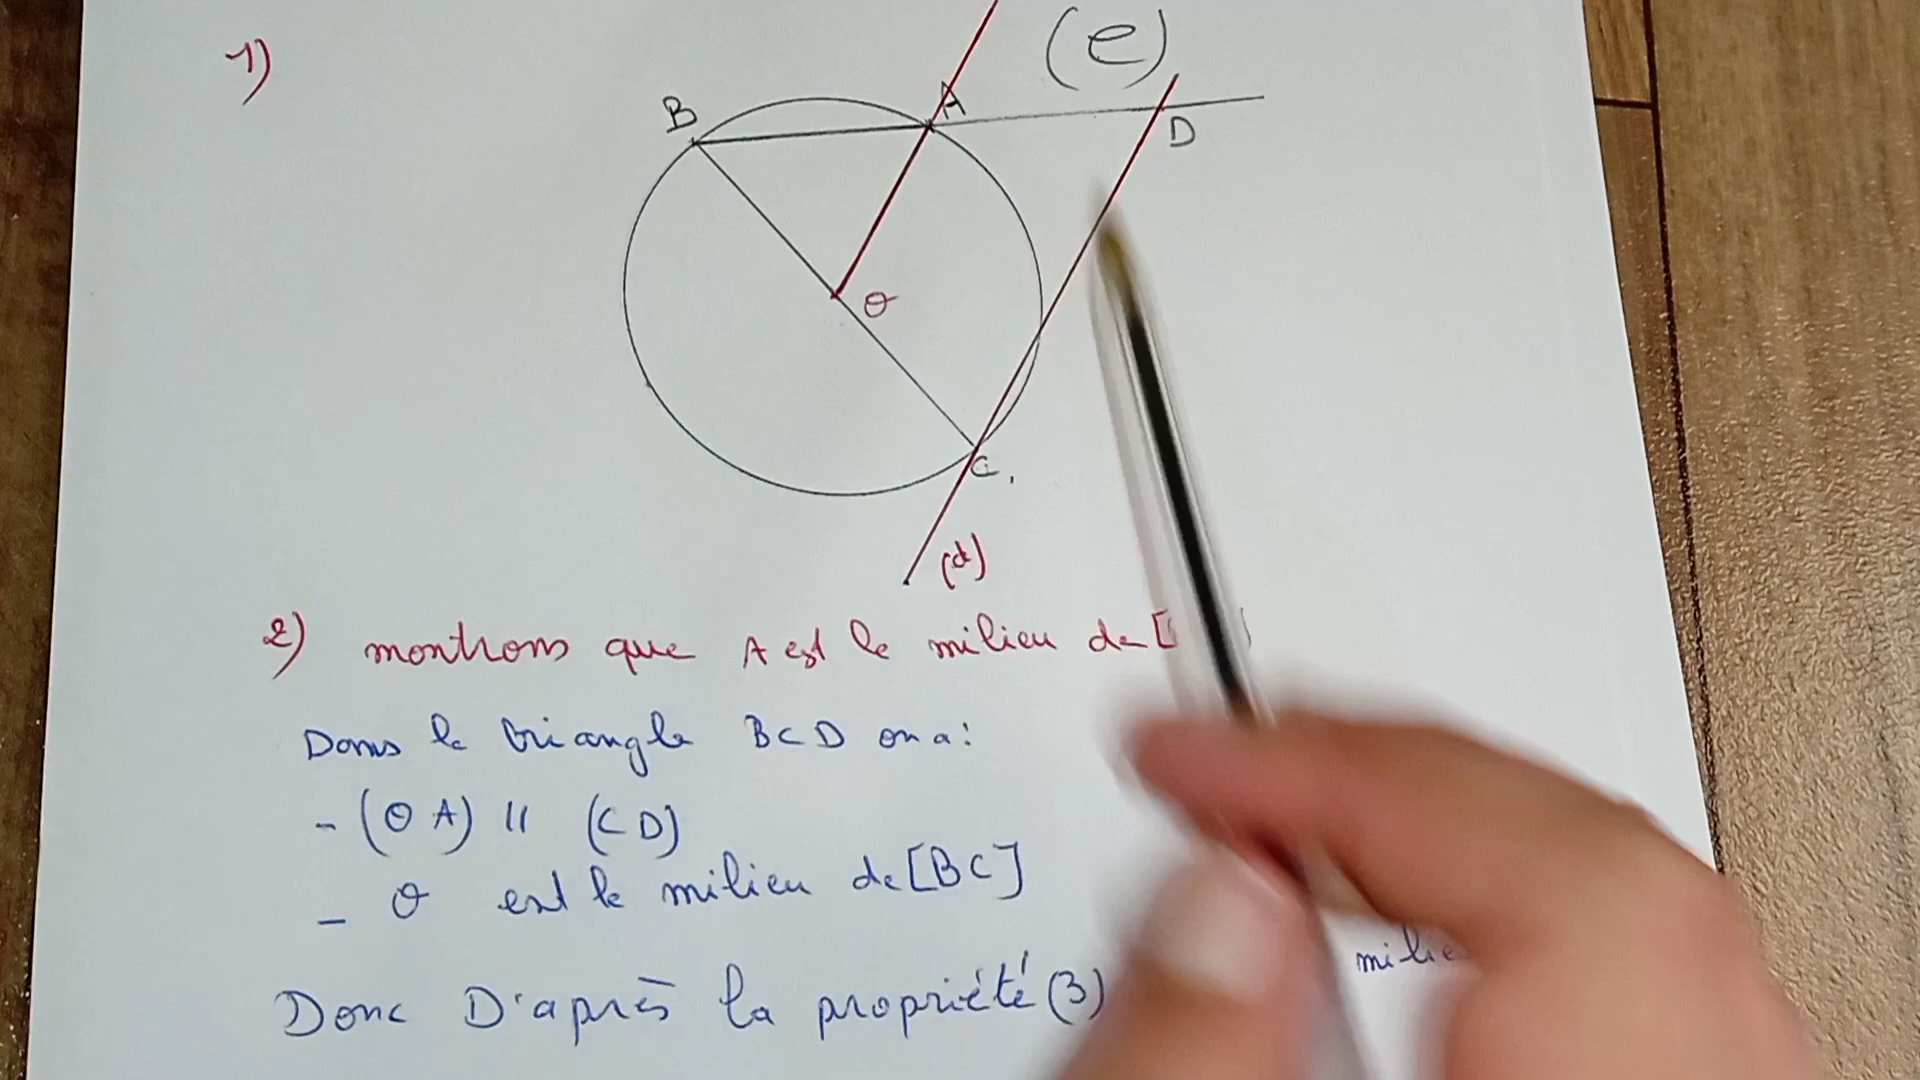 1)
(e)
B
A
D
O
C
(d)
2) montrons que A est le milieu de [
Dans le triangle BCD on a:
- (OA) // (CD)
- O est le milieu de [BC]
milie
Donc D'après la propriété (3)